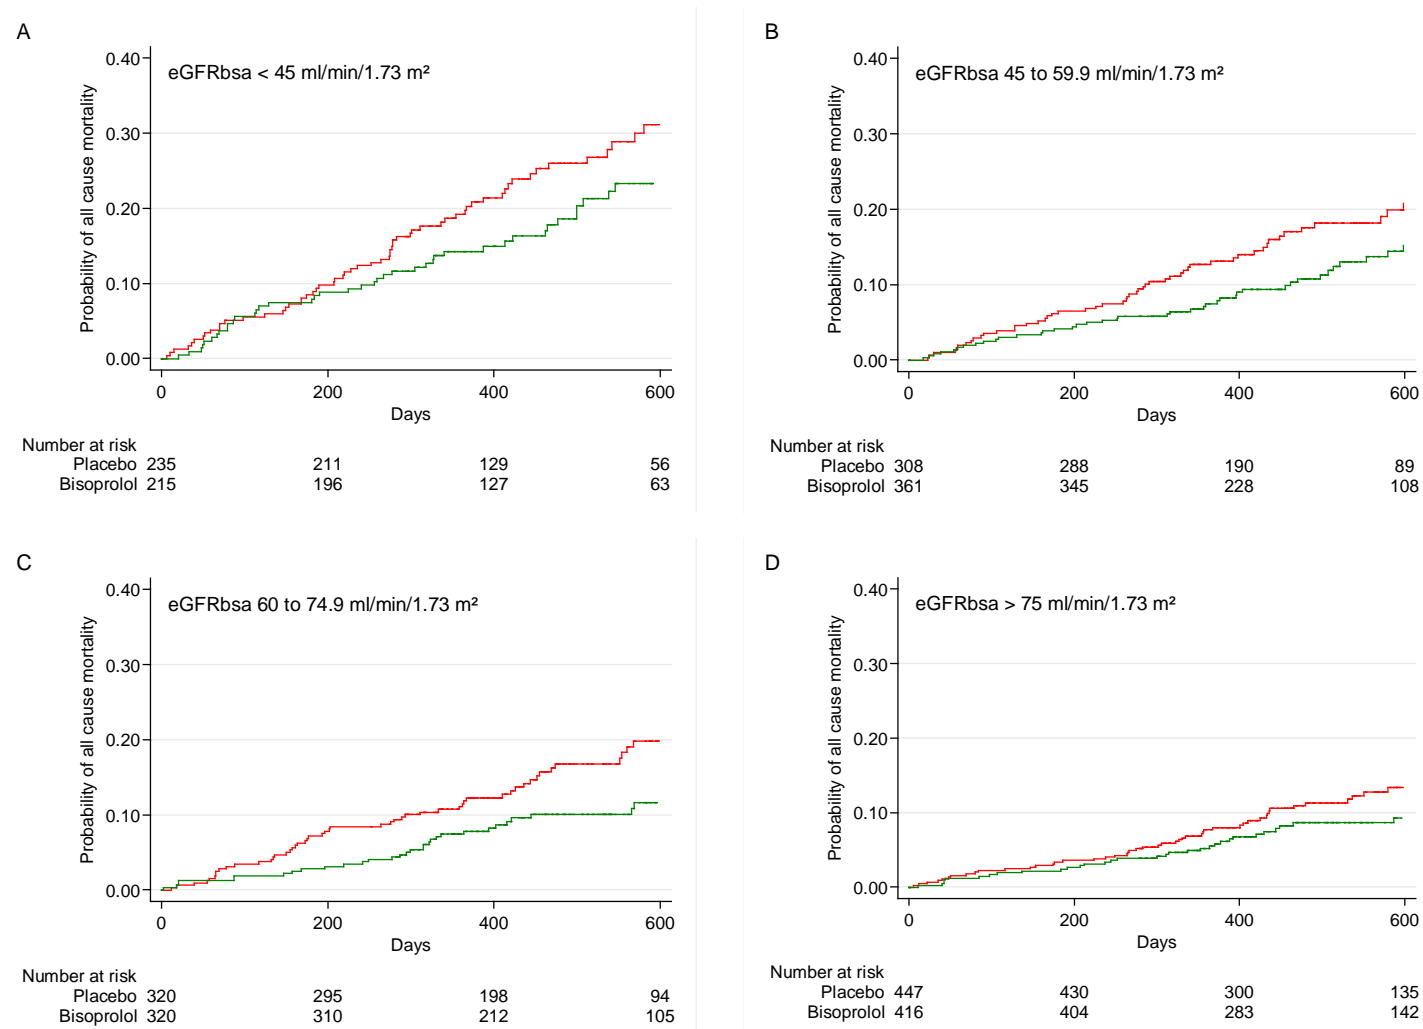 A
eGFRbsa < 45 ml/min/1.73 m²
Probability of all cause mortality
0.40
0.30
0.20
0.10
0.00
0 200 400 600
Days
Number at risk
Placebo 235 211 129 56
Bisoprolol 215 196 127 63
B
eGFRbsa 45 to 59.9 ml/min/1.73 m²
Probability of all cause mortality
0.40
0.30
0.20
0.10
0.00
0 200 400 600
Days
Number at risk
Placebo 308 288 190 89
Bisoprolol 361 345 228 108
C
eGFRbsa 60 to 74.9 ml/min/1.73 m²
Probability of all cause mortality
0.40
0.30
0.20
0.10
0.00
0 200 400 600
Days
Number at risk
Placebo 320 295 198 94
Bisoprolol 320 310 212 105
D
eGFRbsa > 75 ml/min/1.73 m²
Probability of all cause mortality
0.40
0.30
0.20
0.10
0.00
0 200 400 600
Days
Number at risk
Placebo 447 430 300 135
Bisoprolol 416 404 283 142